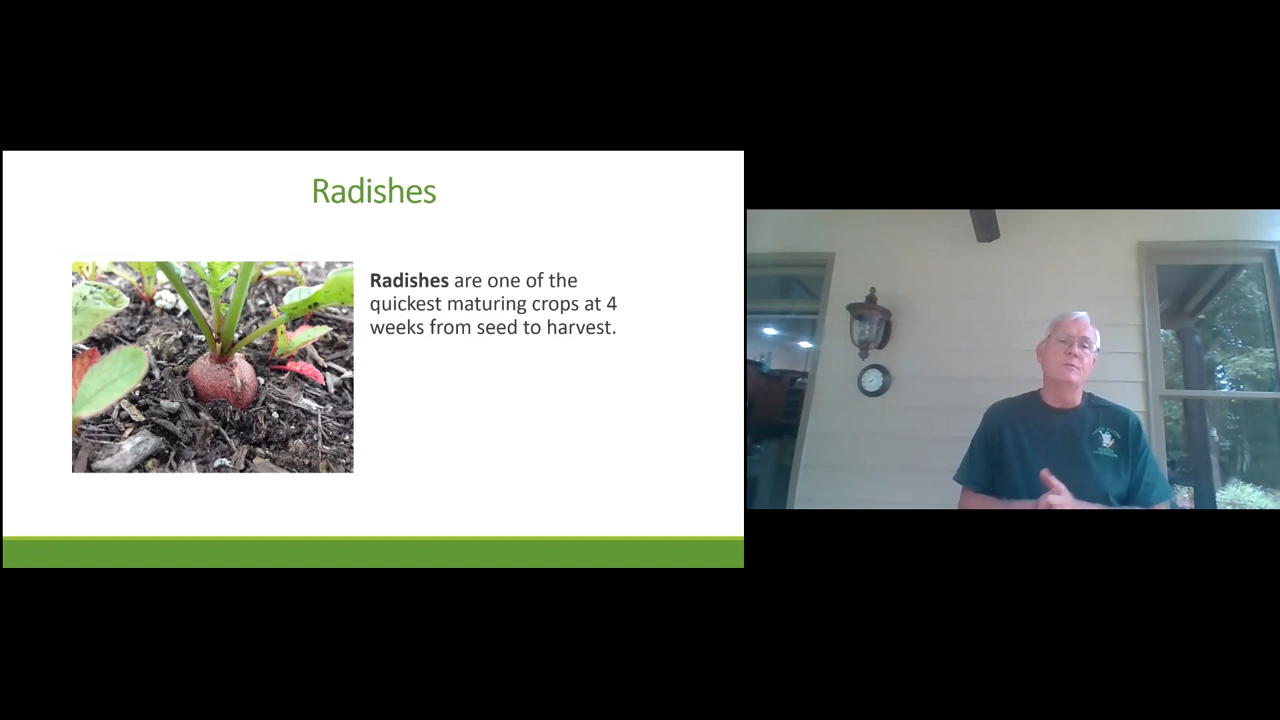 Radishes
Radishes are one of the
quickest maturing crops at 4
weeks from seed to harvest.